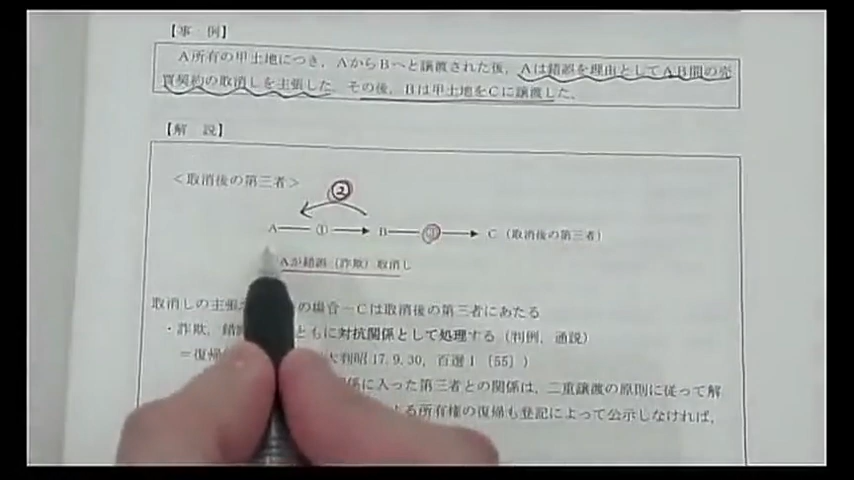 【事 例】
A所有の甲土地につき、AからBへと譲渡された後、Aは錯誤を理由としてAB間の売
買契約の取消しを主張した。その後、Bは甲土地をCに譲渡した。
【解 説】
<取消後の第三者>
②
A ① B ③ C (取消後の第三者)
Aが錯誤(詐欺)取消し
取消しの主張 の場合-Cは取消後の第三者にあたる
・詐欺、錯 ともに対抗関係として処理する(判例、通説)
=復帰 大判昭17.9.30、百選Ⅰ〔55〕)
係に入った第三者との関係は、二重譲渡の原則に従って解
る所有権の復帰も登記によって公示しなければ、